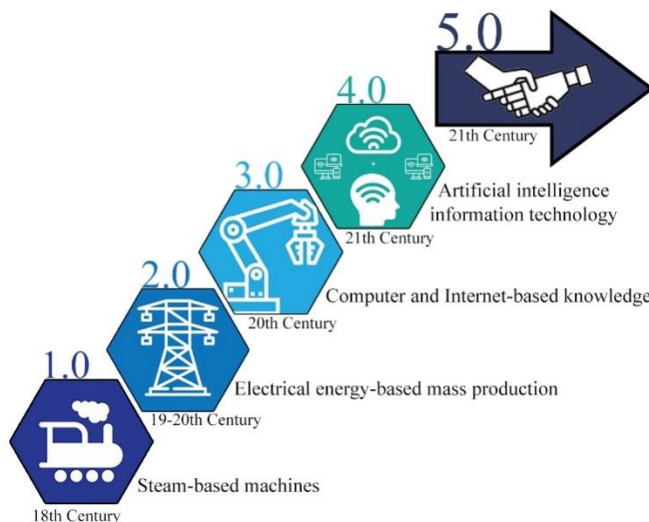 5.0
21th Century
4.0
Artificial intelligence
information technology
21th Century
3.0
Computer and Internet-based knowledge
20th Century
2.0
Electrical energy-based mass production
19-20th Century
1.0
Steam-based machines
18th Century